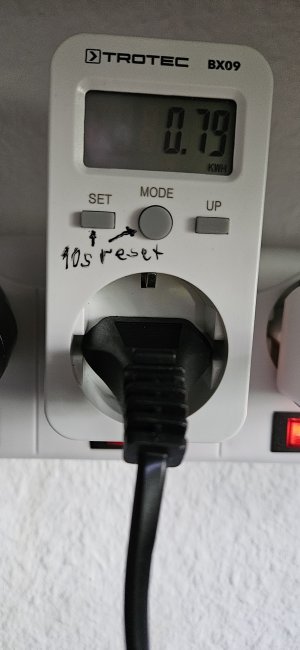 TROTEC BX09
0.79
KWH
SET MODE UP
10s reset